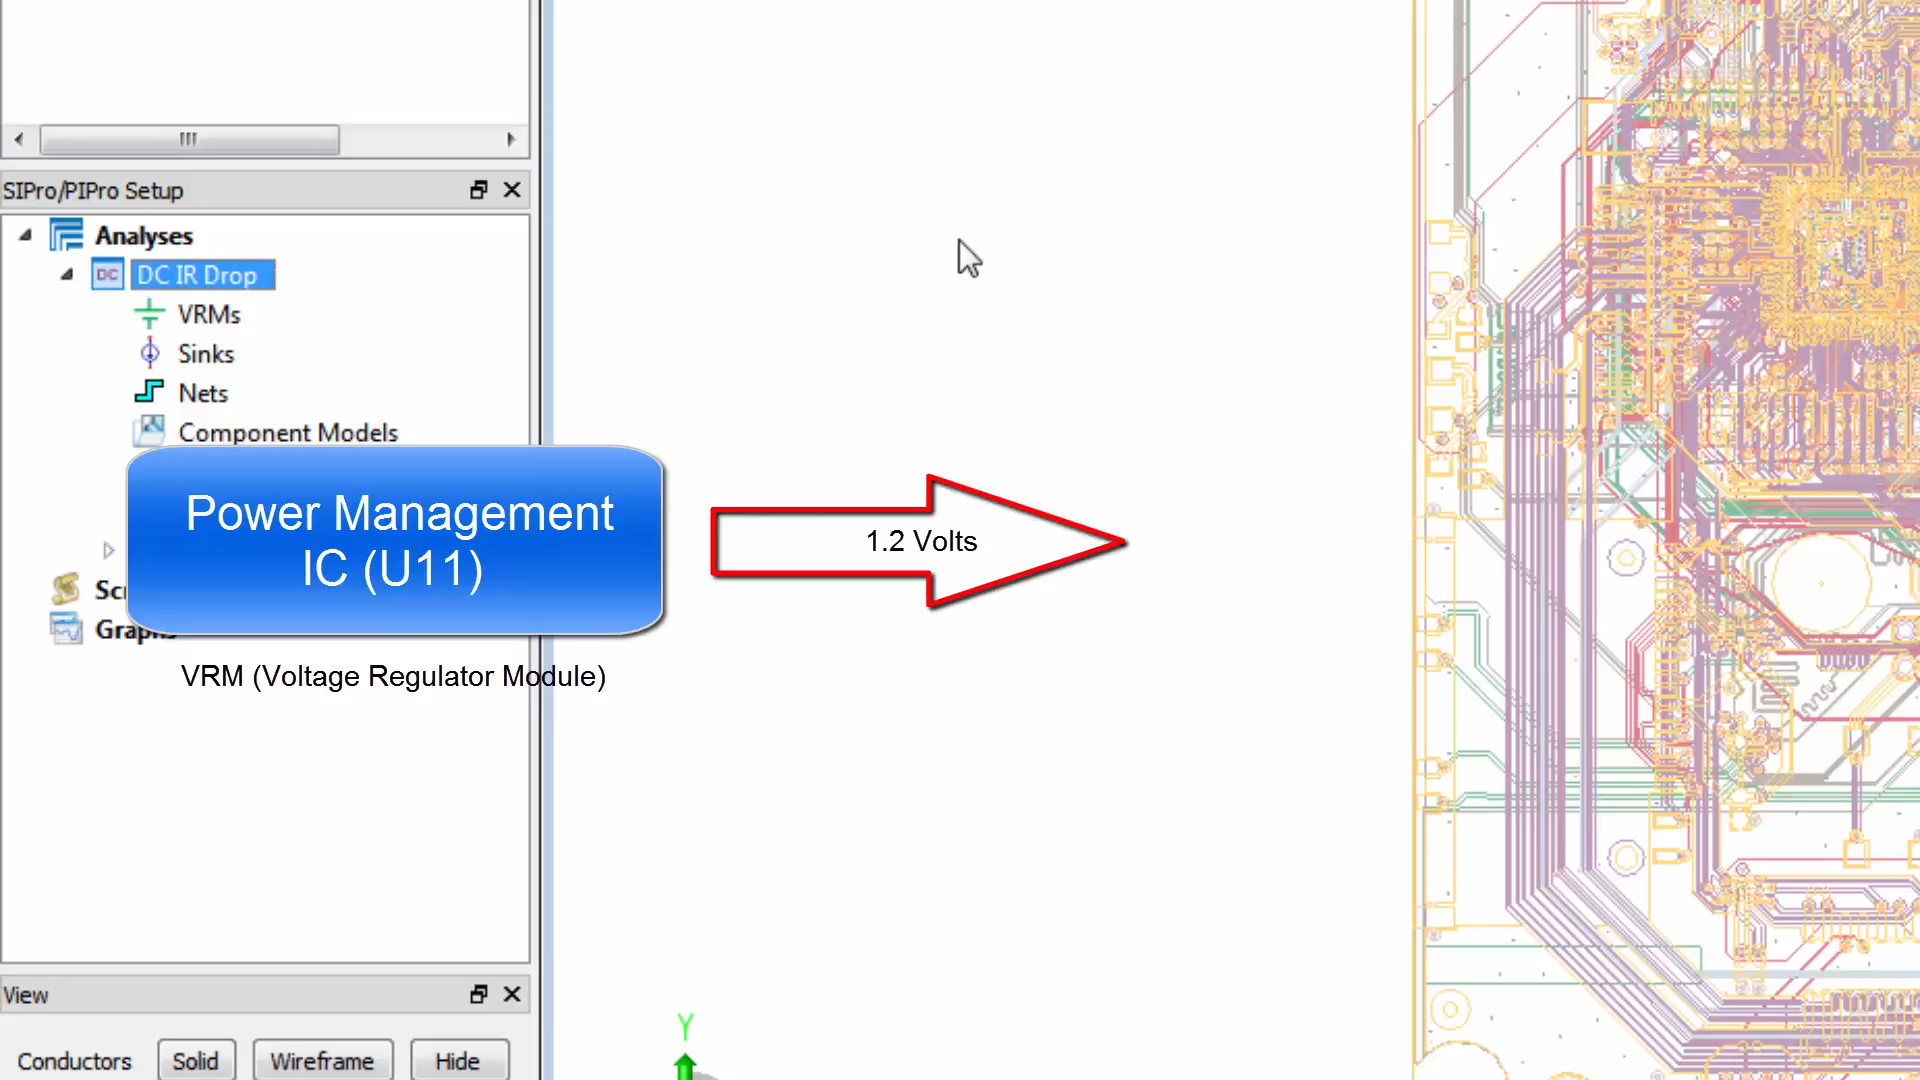 SIPro/PIPro Setup
Analyses
DC DC IR Drop
VRMs
Sinks
Nets
Component Models
Power Management
IC (U11)
1.2 Volts
VRM (Voltage Regulator Module)
View
Y
Conductors Solid Wireframe Hide